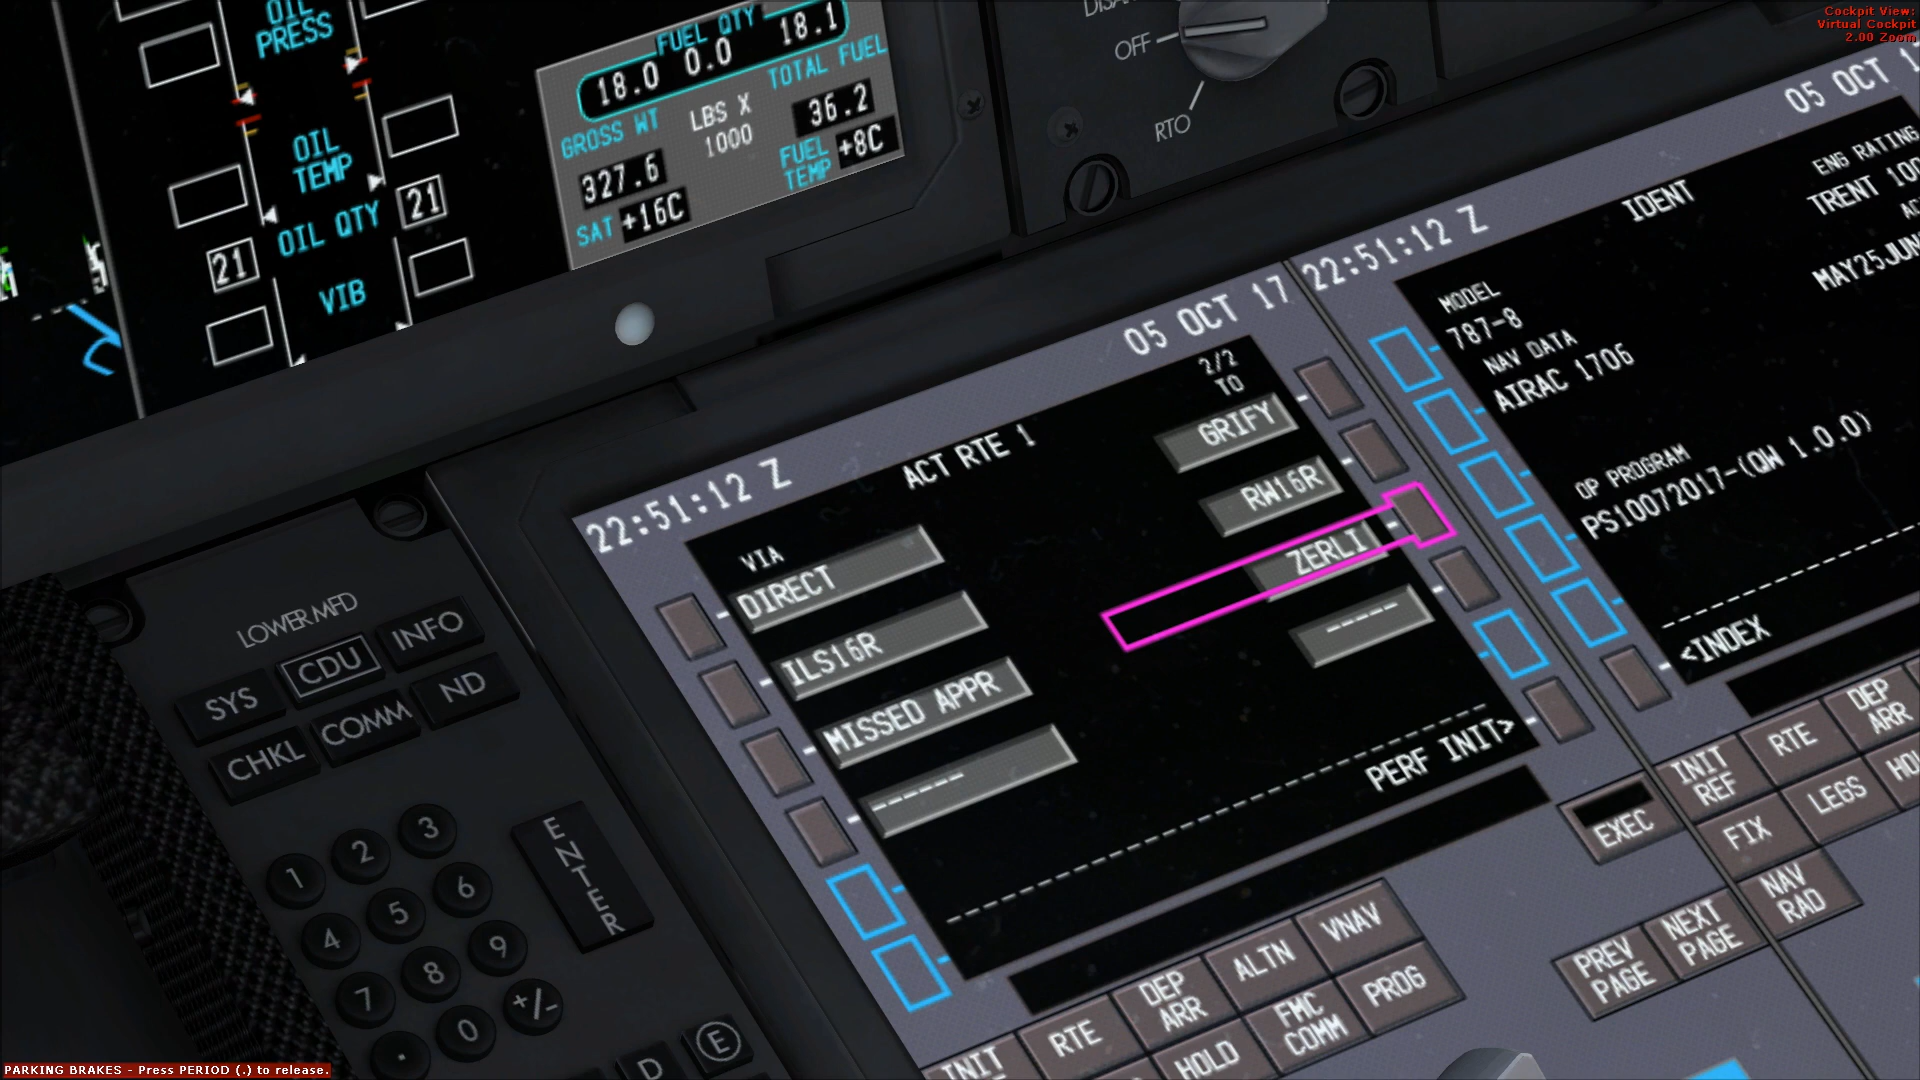 Cockpit View:
Virtual Cockpit
2.00 Zoom
OIL
PRESS
OIL
TEMP
OIL QTY
21
21
VIB
FUEL QTY
18.0 0.0 18.1
TOTAL FUEL
LBS X
1000
36.2
GROSS WT
327.6
FUEL
TEMP
+8C
SAT +16C
OFF
RTO
22:51:12 Z
05 OCT 17
ACT RTE 1
2/2
VIA
TO
DIRECT
GRIFY
ILS16R
RW16R
MISSED APPR
ZERLI
------
-----
PERF INIT>
22:51:12 Z
05 OCT 1
IDENT
MODEL
787-8
ENG RATING
TRENT 100
NAV DATA
AIRAC 1706
MAY25JUN
OP PROGRAM
PS10072017-(QW 1.0.0)
<INDEX
LOWER MFD
SYS
CDU
INFO
CHKL
COMM
ND
1
2
3
4
5
6
7
8
9
.
0
+/-
ENTER
D
E
INIT
RTE
DEP
ARR
ALTN
VNAV
HOLD
FMC
COMM
PROG
EXEC
INIT
REF
RTE
DEP
ARR
FIX
LEGS
PREV
PAGE
NEXT
PAGE
NAV
RAD
PARKING BRAKES - Press PERIOD (.) to release.